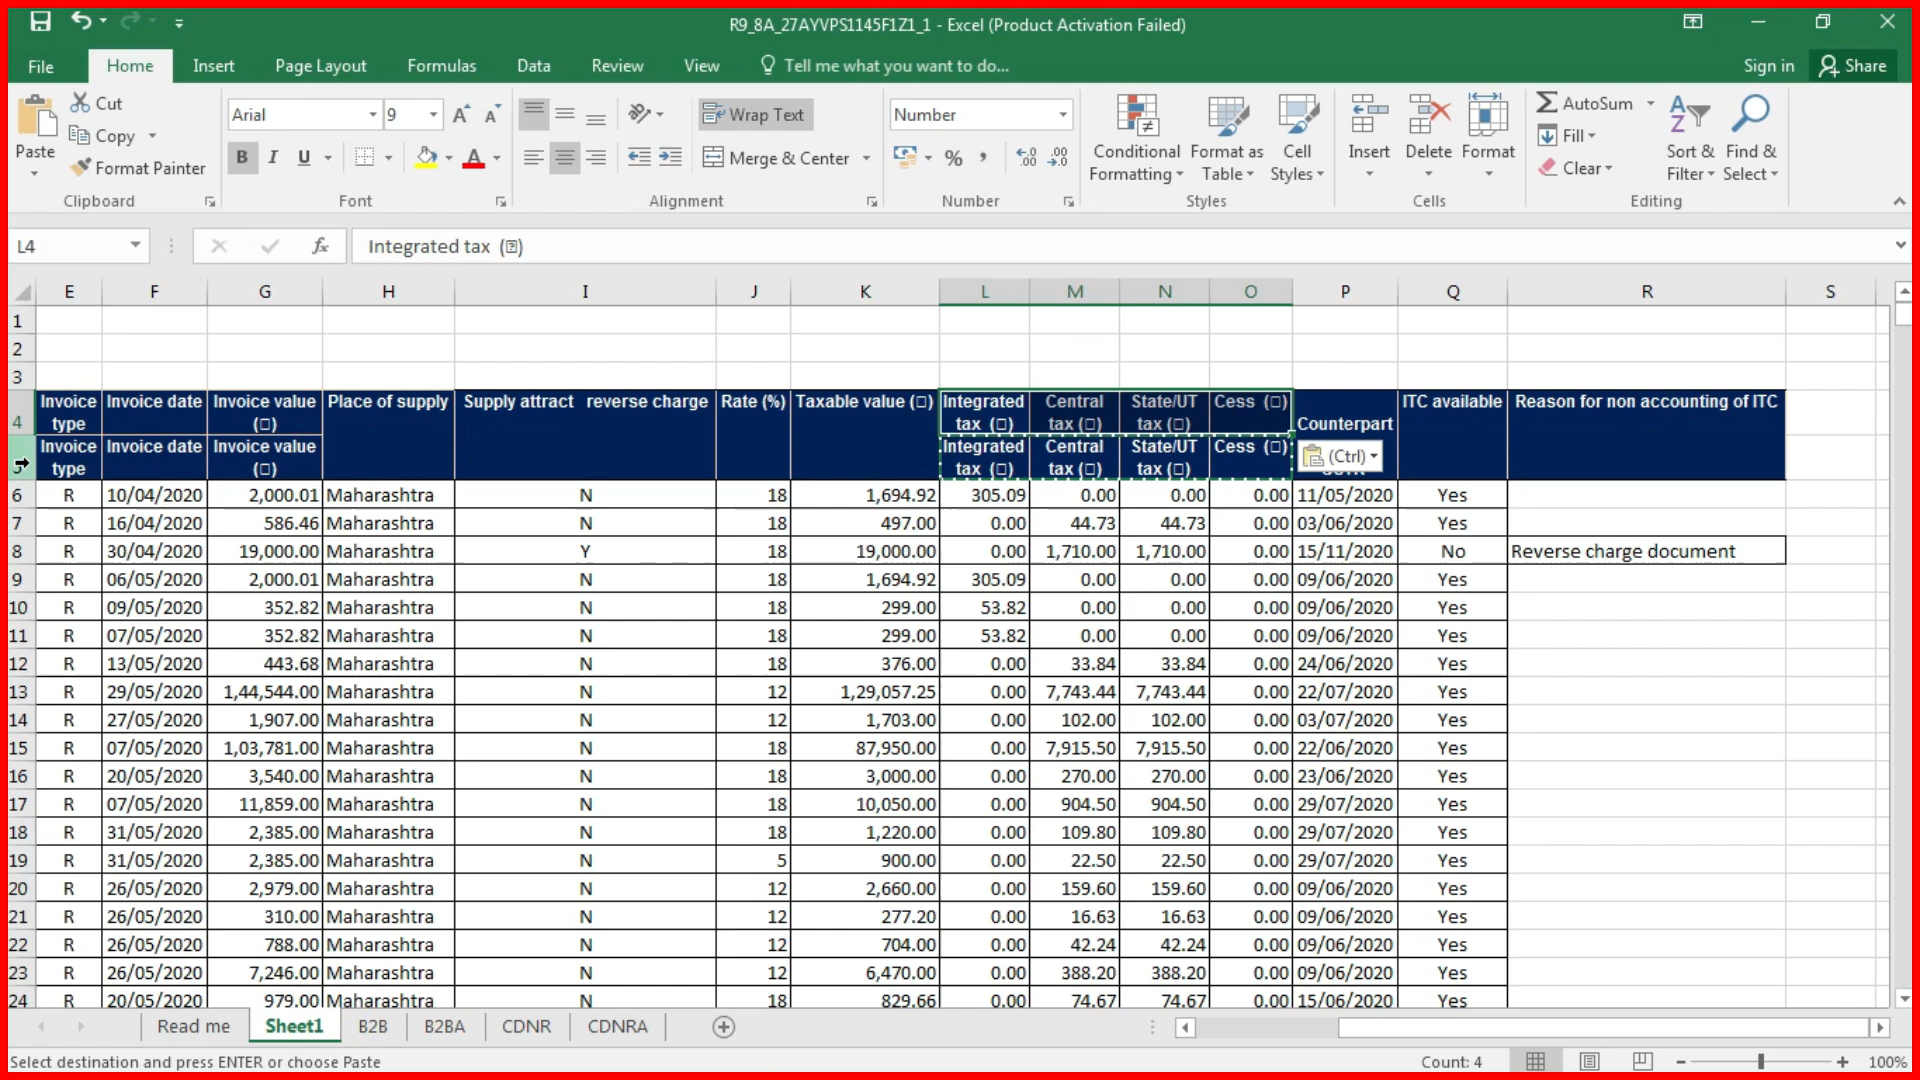 R9_8A_27AYVPS1145F1Z1_1 - Excel (Product Activation Failed)
File Home Insert Page Layout Formulas Data Review View Tell me what you want to do... Sign in Share
Paste Cut Copy Format Painter
Clipboard
Arial 9
B I U
Font
Wrap Text
Merge & Center
Alignment
Number
%
Number
Conditional Formatting Format as Table Cell Styles
Styles
Insert Delete Format
Cells
AutoSum Fill Clear
Sort & Filter Find & Select
Editing
L4 fx Integrated tax (⍰)
E F G H I J K L M N O P Q R S
1
2
3
4 Invoice type Invoice date Invoice value (▯) Place of supply Supply attract reverse charge Rate (%) Taxable value (▯) Integrated tax (▯) Central tax (▯) State/UT tax (▯) Cess (▯) Counterpart ITC available Reason for non accounting of ITC
Invoice type Invoice date Invoice value (▯) Integrated tax (▯) Central tax (▯) State/UT tax (▯) Cess (▯) (Ctrl)
6 R 10/04/2020 2,000.01 Maharashtra N 18 1,694.92 305.09 0.00 0.00 0.00 11/05/2020 Yes
7 R 16/04/2020 586.46 Maharashtra N 18 497.00 0.00 44.73 44.73 0.00 03/06/2020 Yes
8 R 30/04/2020 19,000.00 Maharashtra Y 18 19,000.00 0.00 1,710.00 1,710.00 0.00 15/11/2020 No Reverse charge document
9 R 06/05/2020 2,000.01 Maharashtra N 18 1,694.92 305.09 0.00 0.00 0.00 09/06/2020 Yes
10 R 09/05/2020 352.82 Maharashtra N 18 299.00 53.82 0.00 0.00 0.00 09/06/2020 Yes
11 R 07/05/2020 352.82 Maharashtra N 18 299.00 53.82 0.00 0.00 0.00 09/06/2020 Yes
12 R 13/05/2020 443.68 Maharashtra N 18 376.00 0.00 33.84 33.84 0.00 24/06/2020 Yes
13 R 29/05/2020 1,44,544.00 Maharashtra N 12 1,29,057.25 0.00 7,743.44 7,743.44 0.00 22/07/2020 Yes
14 R 27/05/2020 1,907.00 Maharashtra N 12 1,703.00 0.00 102.00 102.00 0.00 03/07/2020 Yes
15 R 07/05/2020 1,03,781.00 Maharashtra N 18 87,950.00 0.00 7,915.50 7,915.50 0.00 22/06/2020 Yes
16 R 20/05/2020 3,540.00 Maharashtra N 18 3,000.00 0.00 270.00 270.00 0.00 23/06/2020 Yes
17 R 07/05/2020 11,859.00 Maharashtra N 18 10,050.00 0.00 904.50 904.50 0.00 29/07/2020 Yes
18 R 31/05/2020 2,385.00 Maharashtra N 18 1,220.00 0.00 109.80 109.80 0.00 29/07/2020 Yes
19 R 31/05/2020 2,385.00 Maharashtra N 5 900.00 0.00 22.50 22.50 0.00 29/07/2020 Yes
20 R 26/05/2020 2,979.00 Maharashtra N 12 2,660.00 0.00 159.60 159.60 0.00 09/06/2020 Yes
21 R 26/05/2020 310.00 Maharashtra N 12 277.20 0.00 16.63 16.63 0.00 09/06/2020 Yes
22 R 26/05/2020 788.00 Maharashtra N 12 704.00 0.00 42.24 42.24 0.00 09/06/2020 Yes
23 R 26/05/2020 7,246.00 Maharashtra N 12 6,470.00 0.00 388.20 388.20 0.00 09/06/2020 Yes
24 R 20/05/2020 979.00 Maharashtra N 18 829.66 0.00 74.67 74.67 0.00 15/06/2020 Yes
Read me Sheet1 B2B B2BA CDNR CDNRA
Select destination and press ENTER or choose Paste Count: 4 100%